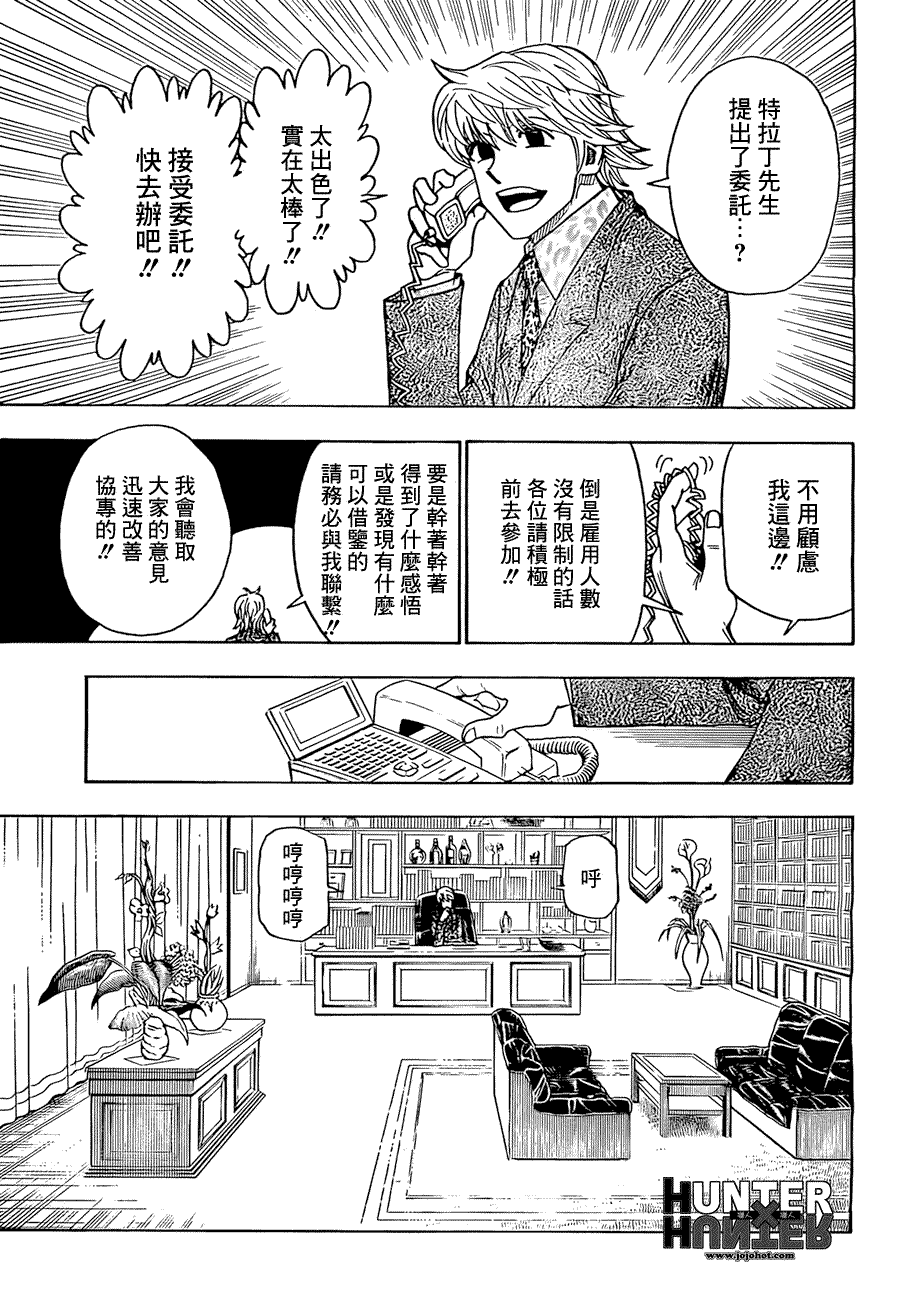 特拉丁先生
提出了委託…?
太出色了!!
實在太棒了!!
接受委託!!
快去辦吧!!
不用顧慮
我這邊!!
倒是雇用人數
沒有限制的話
各位請積極
前去參加!!
要是幹著幹著
得到了什麼感悟
或是發現有什麼
可以借鑒的
請務必與我聯繫!!
我會聽取
大家的意見
迅速改善
協專的!!
呼
哼哼哼哼
HUNTER
×
HUNTER
www.jojohot.com